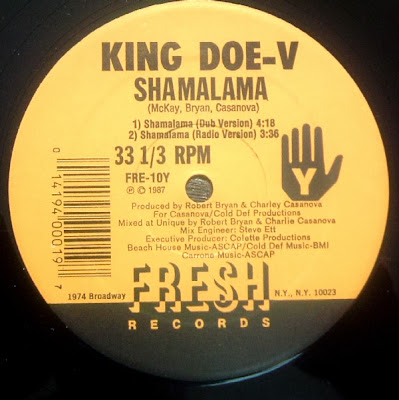 KING DOE-V
SHAMALAMA
(McKay, Bryan, Casanova)
1) Shamalama (Dub Version) 4:18
2) Shamalama (Radio Version) 3:36
33 1/3 RPM
FRE-10Y
℗ © 1987
Y
0 14194 00019 7
Produced by Robert Bryan & Charley Casanova
For Casanova/Cold Def Productions
Mixed at Unique by Robert Bryan & Charlie Casanova
Mix Engineer: Steve Ett
Executive Producer: Colette Productions
Beach House Music-ASCAP/Cold Def Music-BMI
Carrona Music-ASCAP
1974 Broadway
FRESH
N.Y., N.Y. 10023
RECORDS